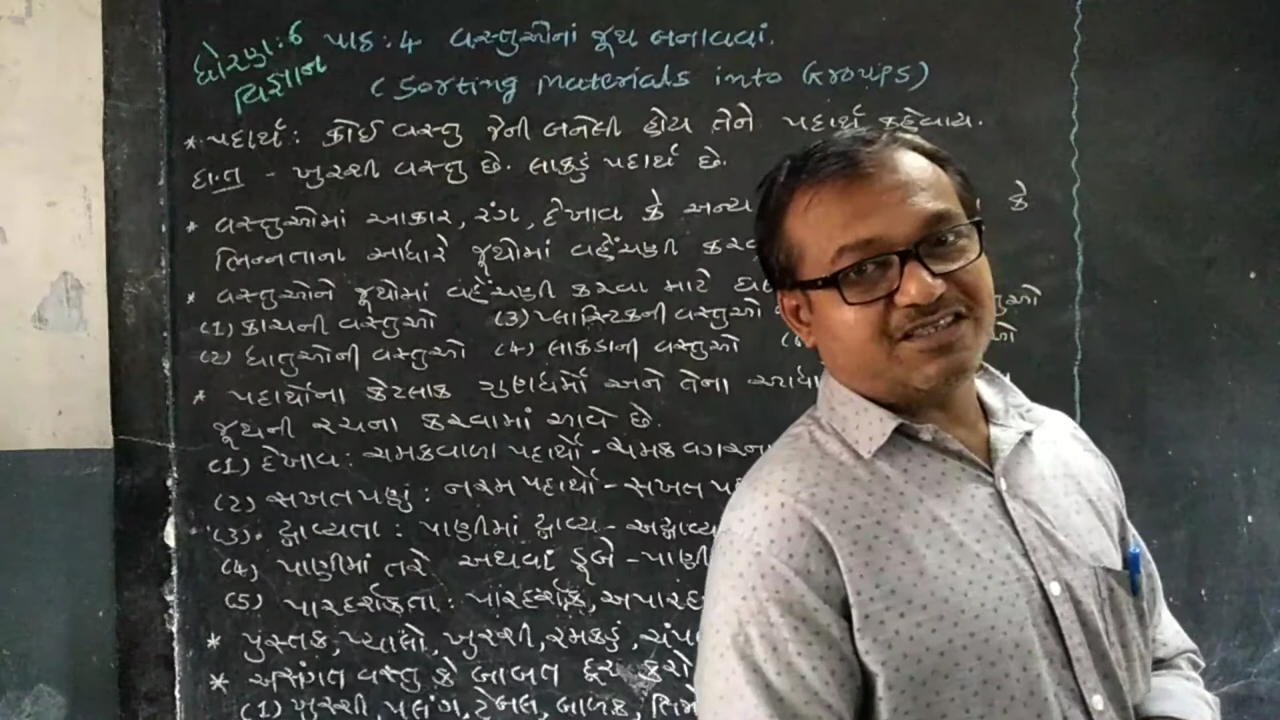 ધોરણ:6 પાઠ:4 વસ્તુઓનાં જૂથ બનાવવાં.
વિજ્ઞાન (Sorting Materials into Groups)
* પદાર્થ: કોઈ વસ્તુ જેની બનેલી હોય તેને પદાર્થ કહેવાય.
દા.ત - ખુરશી વસ્તુ છે. લાકડું પદાર્થ છે.
* વસ્તુઓમાં આકાર, રંગ, દેખાવ કે અન્ય કે
ભિન્નતાના આધારે જૂથોમાં વહેંચણી
* વસ્તુઓને જૂથોમાં વહેંચણી કરવા માટે
(1) કાચની વસ્તુઓ (3) પ્લાસ્ટિકની વસ્તુઓ
(2) ધાતુઓની વસ્તુઓ (4) લાકડાની વસ્તુઓ
* પદાર્થોના કેટલાક ગુણધર્મો અને તેના
જૂથની રચના કરવામાં આવે છે.
(1) દેખાવ: ચમકવાળા પદાર્થો - ચમક વગરના
(2) સખતપણું: નરમ પદાર્થો - સખત
(3). દ્રાવ્યતા: પાણીમાં દ્રાવ્ય - અદ્રાવ્ય
(4) પાણીમાં તરે અથવાં ડૂબે - પાણી
(5) પારદર્શકતા: પારદર્શક,
* પુસ્તક, પ્યાલો, ખુરશી, રમકડું,
* અસંગત વસ્તુ કે બાબત દૂર કરો
(1) ખુરશી, પલંગ, ટેબલ, બાળક,